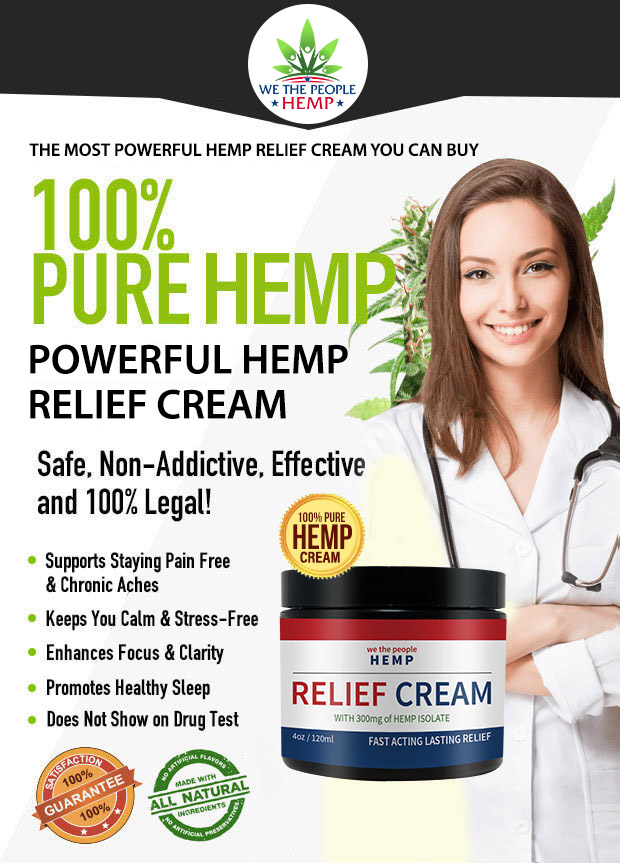 WE THE PEOPLE
HEMP
THE MOST POWERFUL HEMP RELIEF CREAM YOU CAN BUY
100%
PURE HEMP
POWERFUL HEMP
RELIEF CREAM
Safe, Non-Addictive, Effective
and 100% Legal!
Supports Staying Pain Free
& Chronic Aches
Keeps You Calm & Stress-Free
Enhances Focus & Clarity
Promotes Healthy Sleep
Does Not Show on Drug Test
100% PURE
HEMP
CREAM
we the people
HEMP
RELIEF CREAM
WITH 300mg of HEMP ISOLATE
4oz / 120ml
FAST ACTING LASTING RELIEF
SATISFACTION
100%
GUARANTEE
100%
NO ARTIFICIAL FLAVORS
MADE WITH
ALL NATURAL
INGREDIENTS
NO ARTIFICIAL PRESERVATIVES